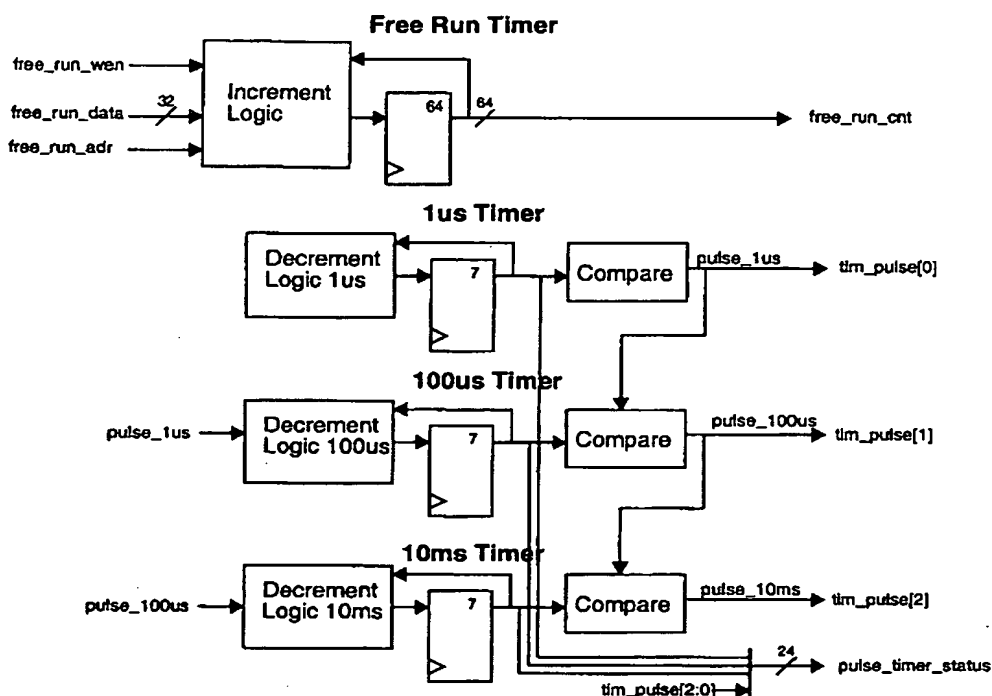 Free Run Timer
free_run_wen
free_run_data
32
free_run_adr
Increment
Logic
64
64
free_run_cnt
1us Timer
Decrement
Logic 1us
7
Compare
pulse_1us
tim_pulse[0]
100us Timer
pulse_1us
Decrement
Logic 100us
7
Compare
pulse_100us
tim_pulse[1]
10ms Timer
pulse_100us
Decrement
Logic 10ms
7
Compare
pulse_10ms
tim_pulse[2]
24
pulse_timer_status
tim_pulse[2:0]